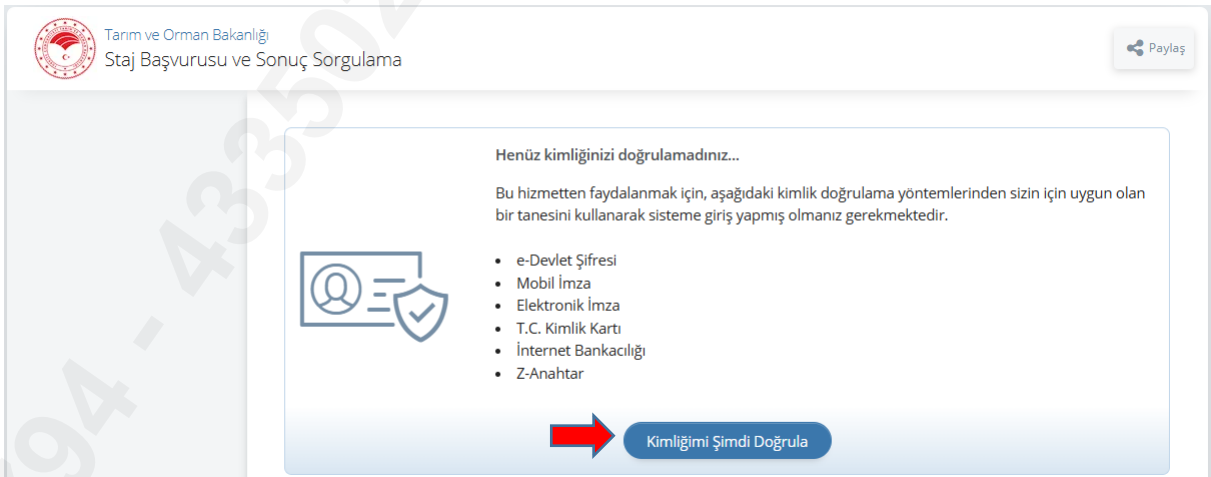 Tarım ve Orman Bakanlığı
Staj Başvurusu ve Sonuç Sorgulama
Paylaş
Henüz kimliğinizi doğrulamadınız...
Bu hizmetten faydalanmak için, aşağıdaki kimlik doğrulama yöntemlerinden sizin için uygun olan
bir tanesini kullanarak sisteme giriş yapmış olmanız gerekmektedir.
• e-Devlet Şifresi
• Mobil İmza
• Elektronik İmza
• T.C. Kimlik Kartı
• İnternet Bankacılığı
• Z-Anahtar
Kimliğimi Şimdi Doğrula